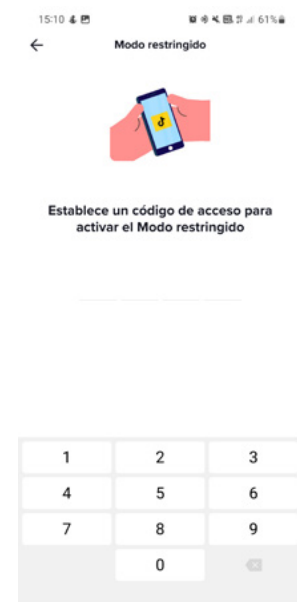 15:10 61%
Modo restringido
Establece un código de acceso para
activar el Modo restringido
1 2 3
4 5 6
7 8 9
0